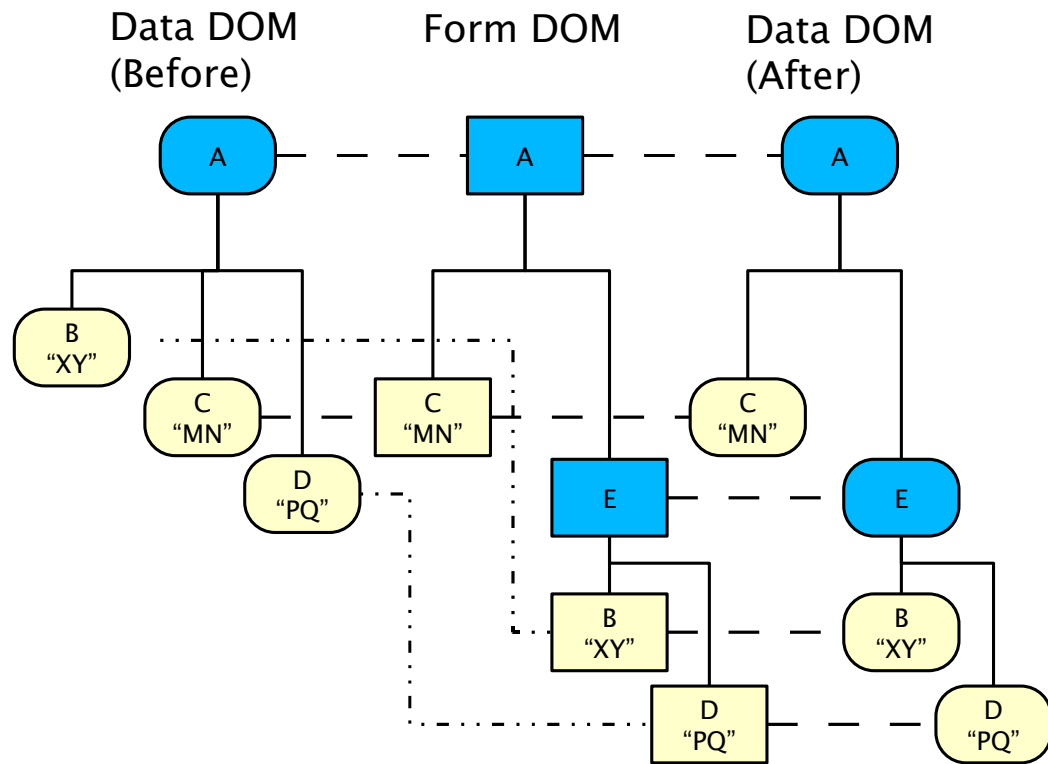 Data DOM
(Before)
Form DOM
Data DOM
(After)
A
A
A
B
“XY”
C
“MN”
C
“MN”
C
“MN”
D
“PQ”
E
E
B
“XY”
B
“XY”
D
“PQ”
D
“PQ”